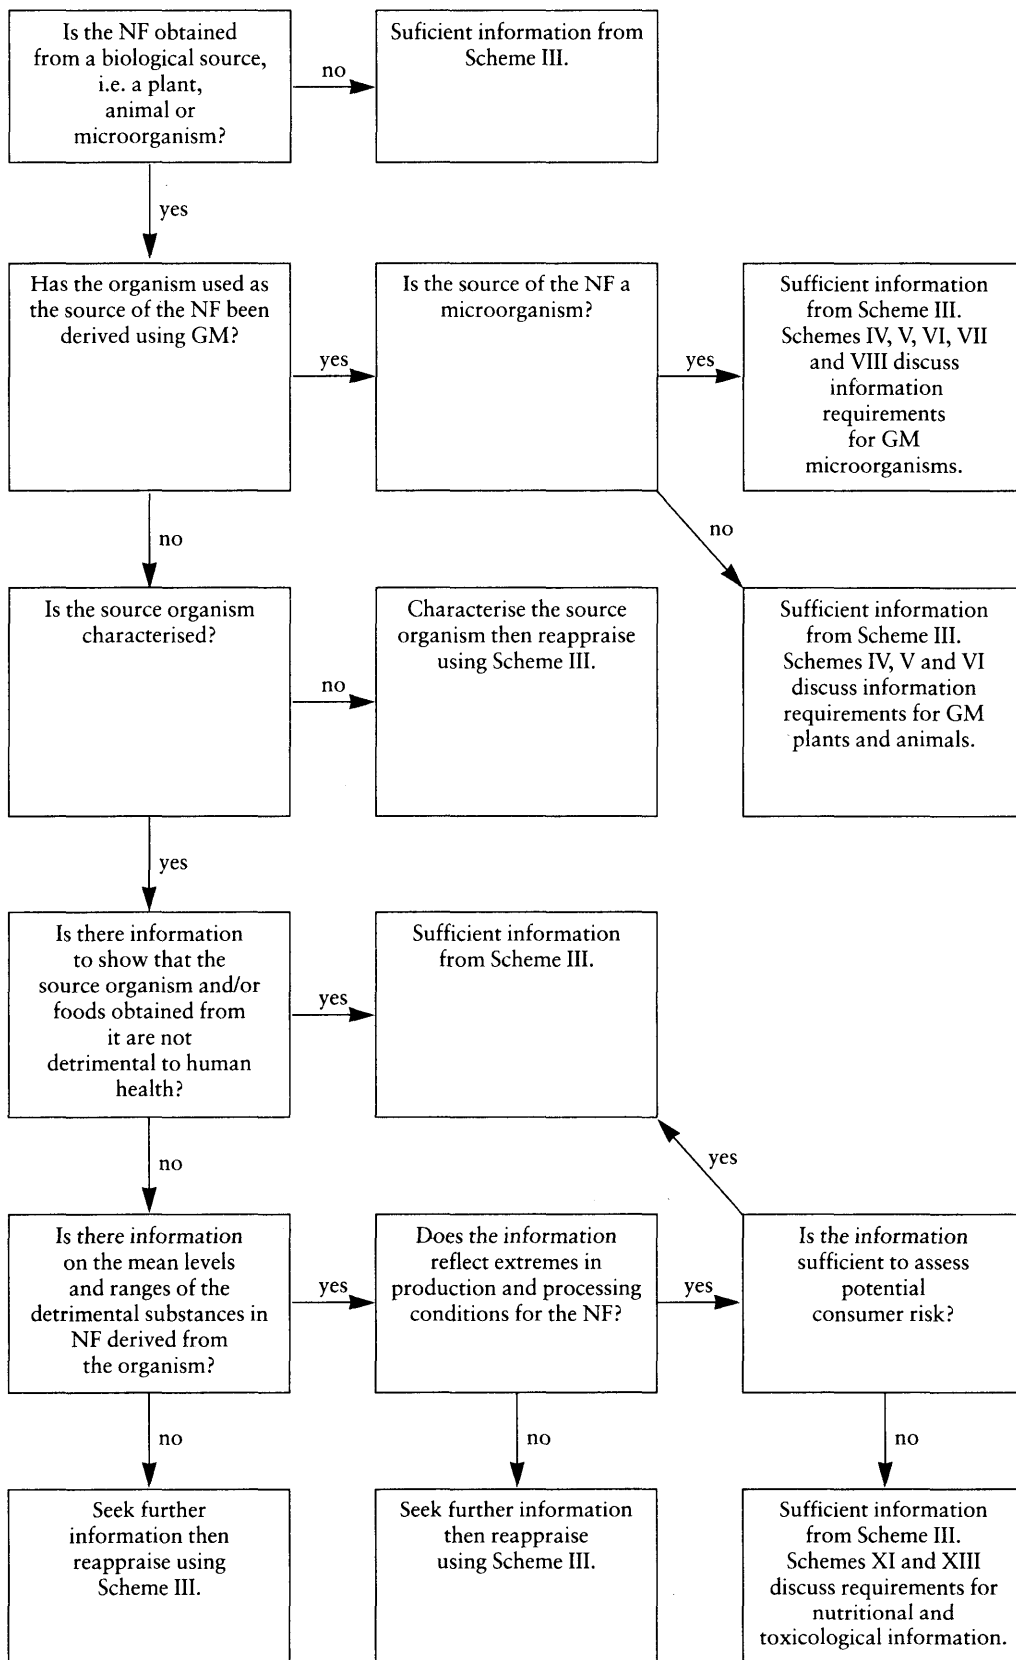 Is the NF obtained
from a biological source,
i.e. a plant,
animal or
microorganism?
no
Suficient information from
Scheme III.
yes
Has the organism used as
the source of the NF been
derived using GM?
yes
Is the source of the NF a
microorganism?
yes
Sufficient information
from Scheme III.
Schemes IV, V, VI, VII
and VIII discuss
information
requirements
for GM
microorganisms.
no
no
Is the source organism
characterised?
no
Characterise the source
organism then reappraise
using Scheme III.
Sufficient information
from Scheme III.
Schemes IV, V and VI
discuss information
requirements for GM
plants and animals.
yes
Is there information
to show that the
source organism and/or
foods obtained from
it are not
detrimental to human
health?
yes
Sufficient information
from Scheme III.
no
yes
Is there information
on the mean levels
and ranges of the
detrimental substances in
NF derived from
the organism?
yes
Does the information
reflect extremes in
production and processing
conditions for the NF?
yes
Is the information
sufficient to assess
potential
consumer risk?
no
no
no
Seek further
information then
reappraise using
Scheme III.
Seek further information
then reappraise
using Scheme III.
Sufficient information
from Scheme III.
Schemes XI and XIII
discuss requirements for
nutritional and
toxicological information.